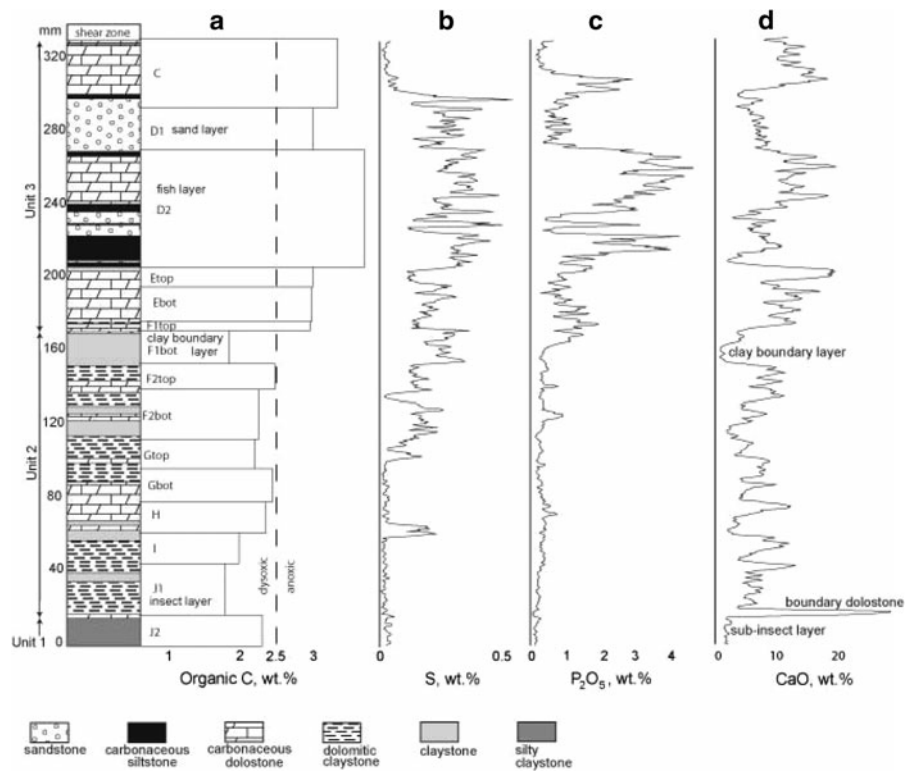 a
b
c
d
mm
shear zone
320
280
240
200
160
120
80
40
0
Unit 3
Unit 2
Unit 1
C
D1 sand layer
fish layer
D2
Etop
Ebot
F1top
clay boundary
F1bot layer
F2top
F2bot
Gtop
Gbot
H
I
J1
insect layer
J2
dysoxic
anoxic
clay boundary layer
boundary dolostone
sub-insect layer
1 2 2.5 3
Organic C, wt.%
0 0.5
S, wt.%
0 1 2 3 4
P₂O₅, wt.%
0 10 20
CaO, wt.%
sandstone
carbonaceous
siltstone
carbonaceous
dolostone
dolomitic
claystone
claystone
silty
claystone